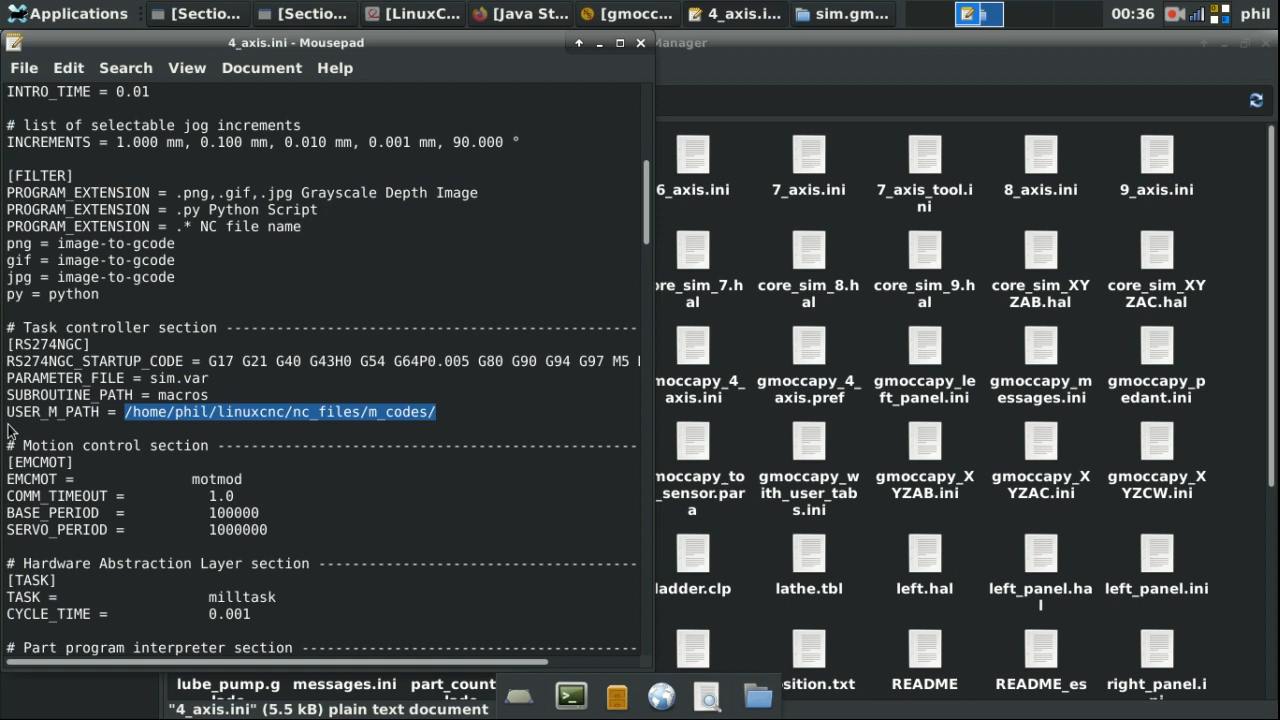 Applications
[Sectio...
[Sectio...
[LinuxC...
[Java St...
[gmocc...
4_axis.i...
sim.gm...
00:36
phil
4_axis.ini - Mousepad
Manager
File Edit Search View Document Help
INTRO_TIME = 0.01
# list of selectable jog increments
INCREMENTS = 1.000 mm, 0.100 mm, 0.010 mm, 0.001 mm, 90.000 °
[FILTER]
PROGRAM_EXTENSION = .png,.gif,.jpg Grayscale Depth Image
PROGRAM_EXTENSION = .py Python Script
PROGRAM_EXTENSION = .* NC file name
png = image-to-gcode
gif = image-to-gcode
jpg = image-to-gcode
py = python
# Task controller section -------------------------------------------------
[RS274NGC]
RS274NGC_STARTUP_CODE = G17 G21 G40 G43H0 G54 G64P0.005 G80 G90 G94 G97 M5
PARAMETER_FILE = sim.var
SUBROUTINE_PATH = macros
USER_M_PATH = /home/phil/linuxcnc/nc_files/m_codes/
# Motion control section ---------------------------------------------------
[EMCMOT]
EMCMOT = motmod
COMM_TIMEOUT = 1.0
BASE_PERIOD = 100000
SERVO_PERIOD = 1000000
# Hardware Abstraction Layer section --------------------------------------
[TASK]
TASK = milltask
CYCLE_TIME = 0.001
# Part program interpreter section ----------------------------------------
6_axis.ini
7_axis.ini
7_axis_tool.i
ni
8_axis.ini
9_axis.ini
ore_sim_7.h
al
core_sim_8.h
al
core_sim_9.h
al
core_sim_XY
ZAB.hal
core_sim_XY
ZAC.hal
moccapy_4_
axis.ini
gmoccapy_4_
axis.pref
gmoccapy_le
ft_panel.ini
gmoccapy_m
essages.ini
gmoccapy_p
edant.ini
moccapy_to
_sensor.para
gmoccapy_w
ith_user_tab
s.ini
gmoccapy_X
YZAB.ini
gmoccapy_X
YZAC.ini
gmoccapy_X
YZCW.ini
ladder.clp
lathe.tbl
left.hal
left_panel.ha
l
left_panel.ini
osition.txt
README
README_es
right_panel.i
lube_pump.g
messages.ini
part_count
"4_axis.ini" (5.5 kB) plain text document